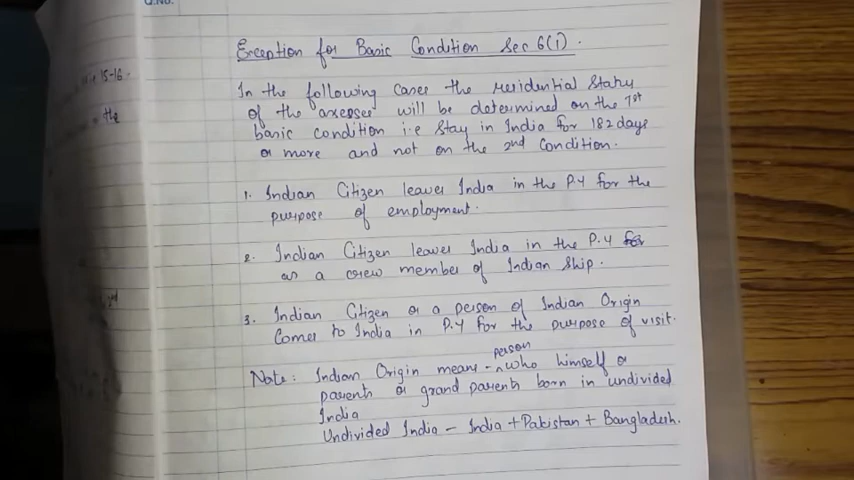 Q.No.
15-16.
the
Exception for Basic Condition Sec 6(1).
In the following cases the residential status
of the assessee will be determined on the 1st
basic condition i.e stay in India for 182 days
or more and not on the 2nd Condition.
1. Indian Citizen leaves India in the P.Y for the
purpose of employment.
2. Indian Citizen leaves India in the P.Y for
as a crew member of Indian Ship.
3. Indian Citizen or a person of Indian Origin
Comes to India in P.Y for the purpose of visit.
person
Note: Indian Origin means - ^ who himself or
parents or grand parents born in undivided
India
Undivided India - India + Pakistan + Bangladesh.